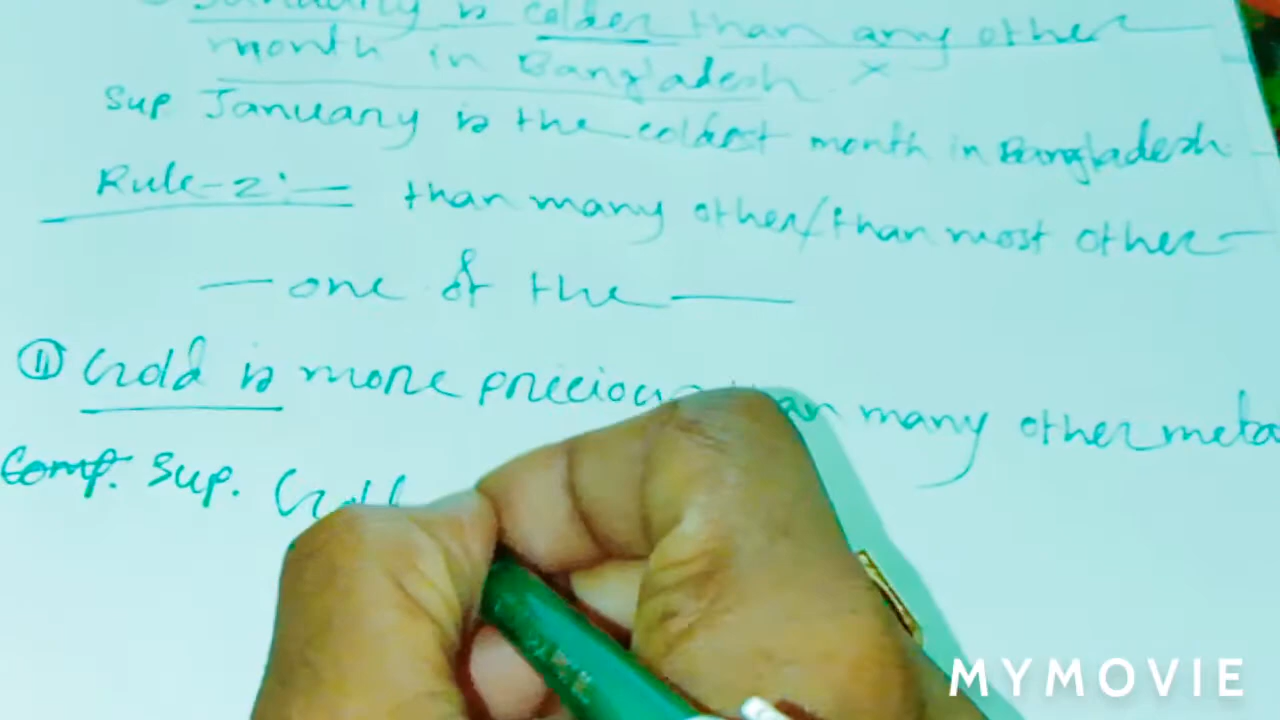 January is colder than any other
month in Bangladesh ×
Sup January is the coldest month in Bangladesh
Rule-2:— than many other/than most other—
— one of the —
ii Gold is more precious than many other meta
Comp. Sup. Gold
MYMOVIE